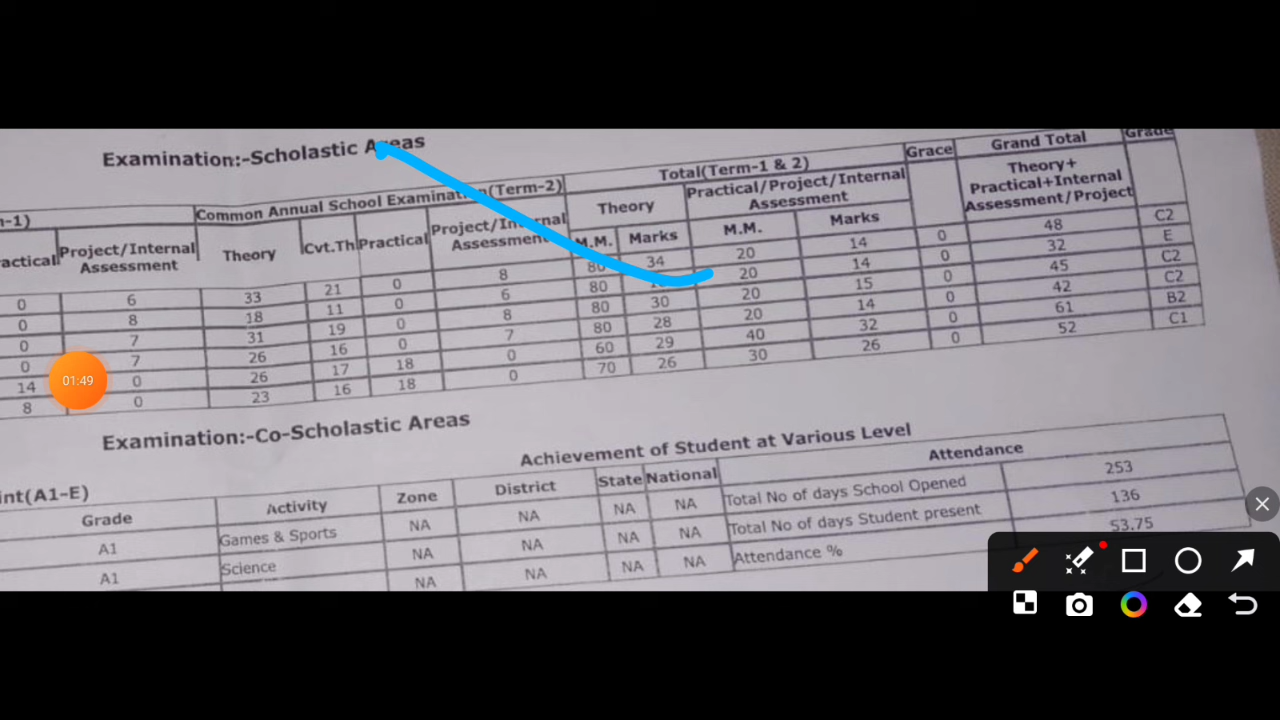 Examination:-Scholastic Areas
n-1) Common Annual School Examination(Term-2) Total(Term-1 & 2) Grace Grand Total Grade
actical Project/Internal Assessment Theory Cvt.Th Practical Project/Internal Assessment Theory Practical/Project/Internal Assessment Theory+ Practical+Internal Assessment/Project
M.M. Marks M.M. Marks
0 6 33 21 0 8 80 34 20 14 0 48 C2
0 8 18 11 0 6 80 20 14 0 32 E
0 7 31 19 0 8 80 30 20 15 0 45 C2
0 7 26 16 0 7 80 28 20 14 0 42 C2
14 0 26 17 18 0 60 29 40 32 0 61 B2
8 0 23 16 18 0 70 26 30 26 0 52 C1
01:49
Examination:-Co-Scholastic Areas
Achievement of Student at Various Level
int(A1-E)
Grade Activity Zone District State National Attendance
A1 Games & Sports NA NA NA NA Total No of days School Opened 253
A1 Science NA NA NA NA Total No of days Student present 136
NA NA NA NA Attendance % 53.75